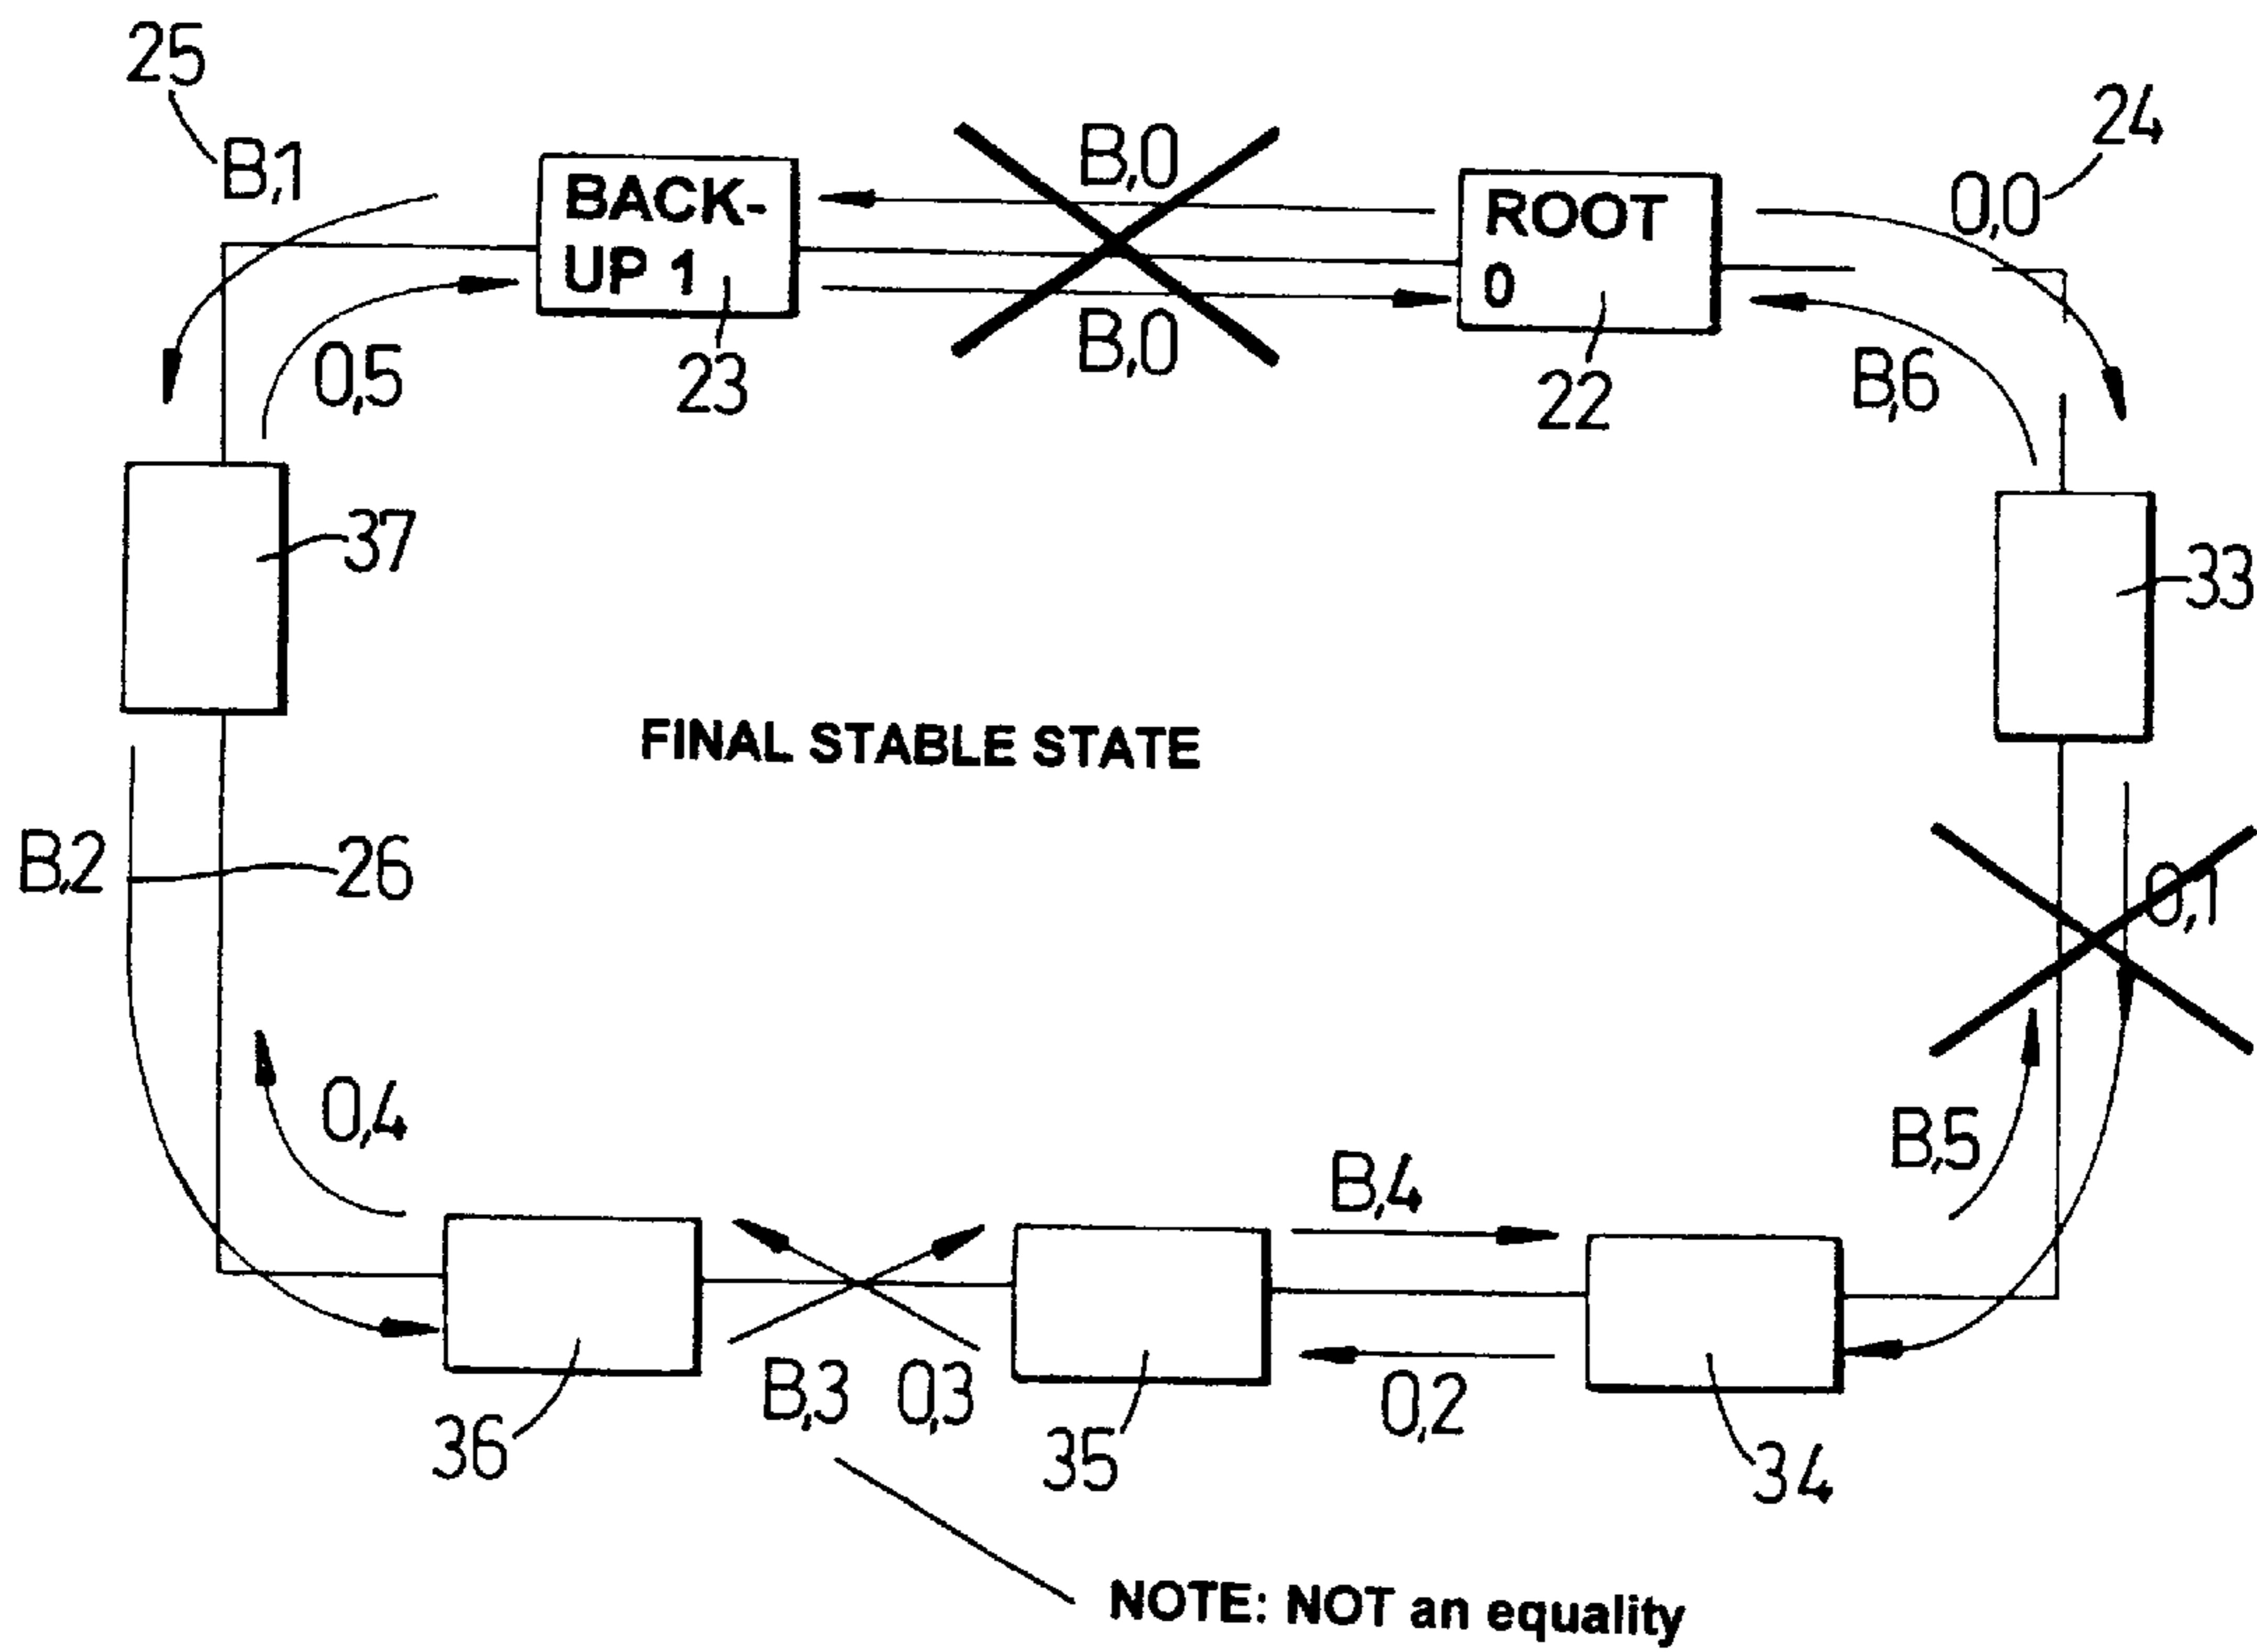 25
B,1
BACK-
UP 1
23
B,0
B,0
ROOT
0
22
0,0
24
B,6
0,5
37
33
FINAL STABLE STATE
B,2
26
0,1
0,4
B,5
B,4
36
B,3
0,3
35
0,2
34
NOTE: NOT an equality